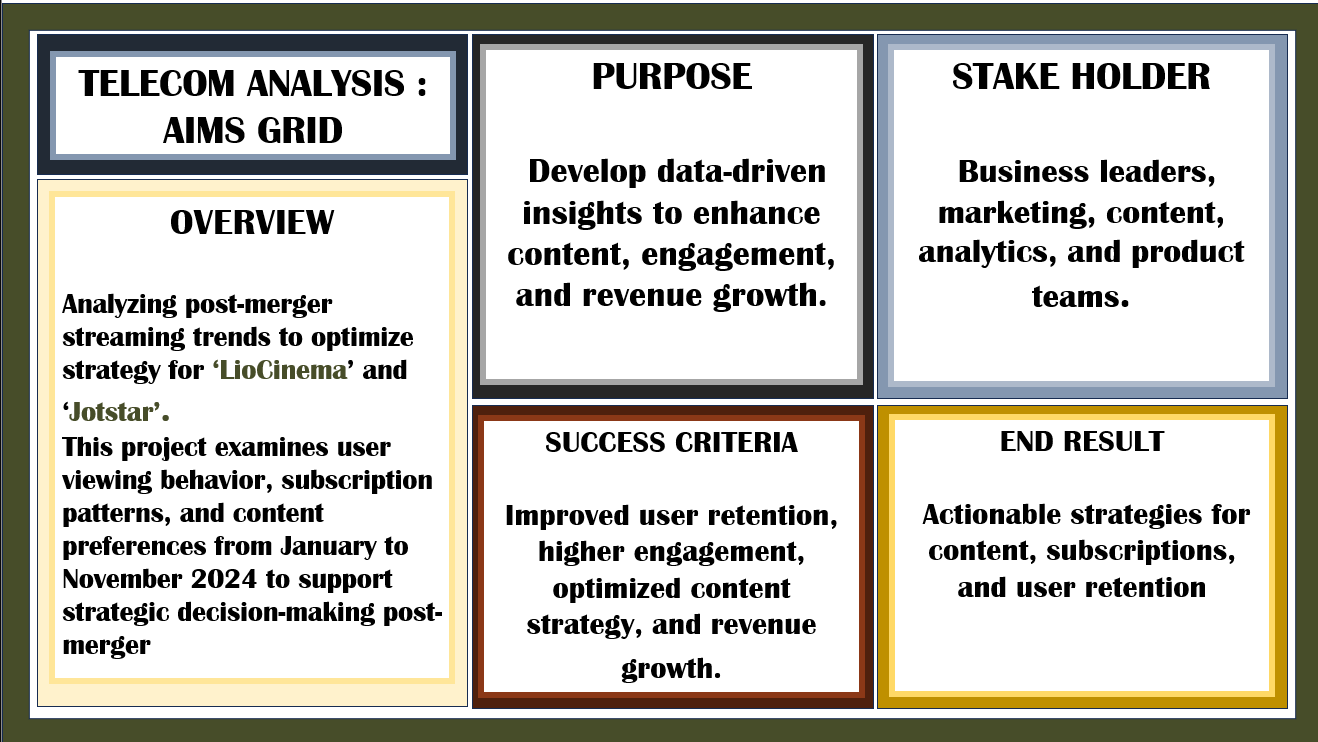 TELECOM ANALYSIS :
AIMS GRID
OVERVIEW
Analyzing post-merger
streaming trends to optimize
strategy for ‘LioCinema’ and
‘Jotstar’.
This project examines user
viewing behavior, subscription
patterns, and content
preferences from January to
November 2024 to support
strategic decision-making post-
merger
PURPOSE
Develop data-driven
insights to enhance
content, engagement,
and revenue growth.
STAKE HOLDER
Business leaders,
marketing, content,
analytics, and product
teams.
SUCCESS CRITERIA
Improved user retention,
higher engagement,
optimized content
strategy, and revenue
growth.
END RESULT
Actionable strategies for
content, subscriptions,
and user retention